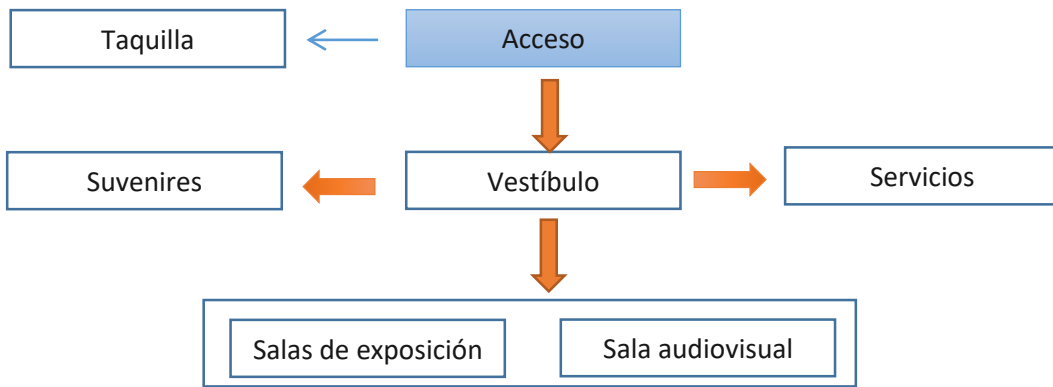 Taquilla
Acceso
Suvenires
Vestíbulo
Servicios
Salas de exposición
Sala audiovisual